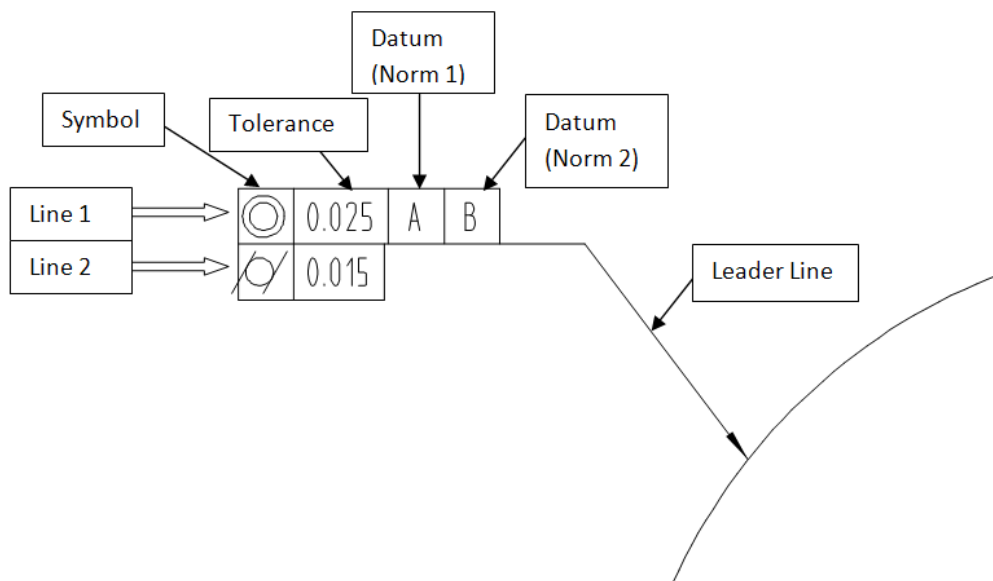 Datum
(Norm 1)
Symbol
Tolerance
Datum
(Norm 2)
Line 1
0.025 A B
Line 2
0.015
Leader Line